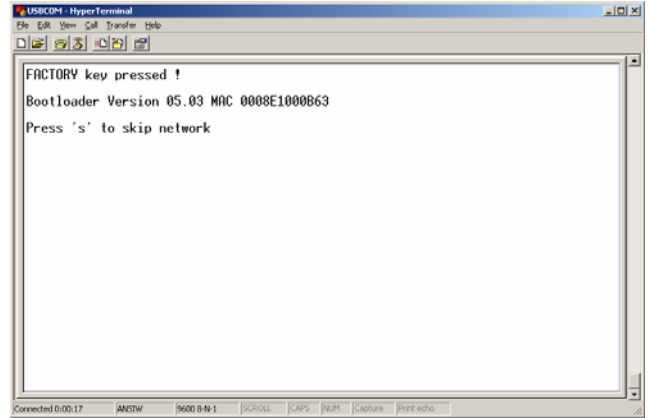 USBCOM - HyperTerminal
File Edit View Call Transfer Help
FACTORY key pressed !
Bootloader Version 05.03 MAC 0008E1000B63
Press 's' to skip network
Connected 0:00:17 ANSIW 9600 8-N-1 SCROLL CAPS NUM Capture Print echo